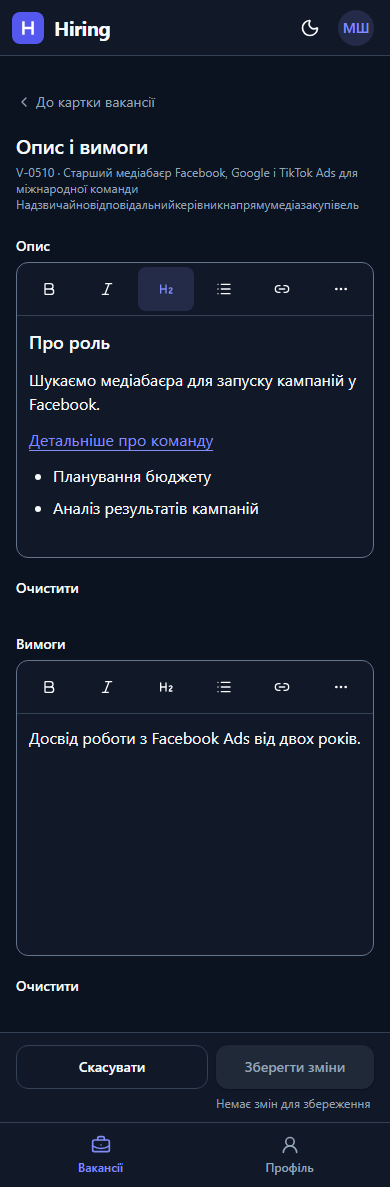 H Hiring МШ
До картки вакансії
Опис і вимоги
V-0510 · Старший медіабаєр Facebook, Google і TikTok Ads для
міжнародної команди
Надзвичайновідповідальнийкерівникнапрямумедіазакупівель
Опис
B I H2
Про роль
Шукаємо медіабаєра для запуску кампаній у
Facebook.
Детальніше про команду
Планування бюджету
Аналіз результатів кампаній
Очистити
Вимоги
B I H2
Досвід роботи з Facebook Ads від двох років.
Очистити
Скасувати Зберегти зміни
Немає змін для збереження
Вакансії Профіль